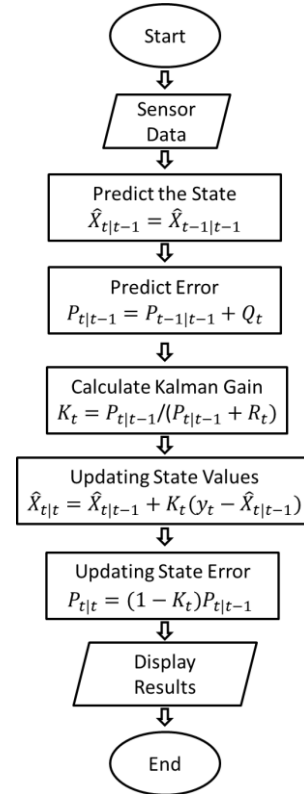 Start
Sensor
Data
Predict the State
X̂_{t|t−1} = X̂_{t−1|t−1}
Predict Error
P_{t|t−1} = P_{t−1|t−1} + Q_t
Calculate Kalman Gain
K_t = P_{t|t−1}/(P_{t|t−1} + R_t)
Updating State Values
X̂_{t|t} = X̂_{t|t−1} + K_t(y_t − X̂_{t|t−1})
Updating State Error
P_{t|t} = (1 − K_t)P_{t|t−1}
Display
Results
End